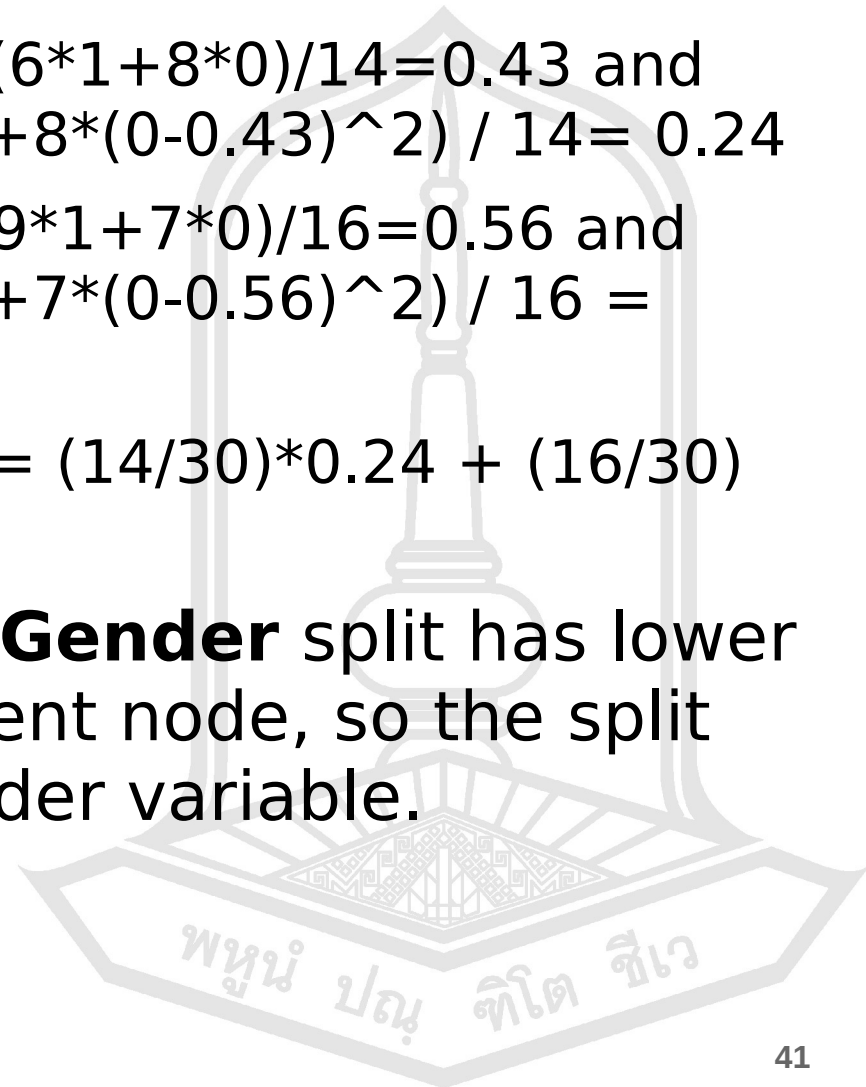 (6*1+8*0)/14=0.43 and
+8*(0-0.43)^2) / 14= 0.24
9*1+7*0)/16=0.56 and
+7*(0-0.56)^2) / 16 =
= (14/30)*0.24 + (16/30)
Gender split has lower
ent node, so the split
der variable.
พหูนํ ปณฺฑิโต ชีเว
41